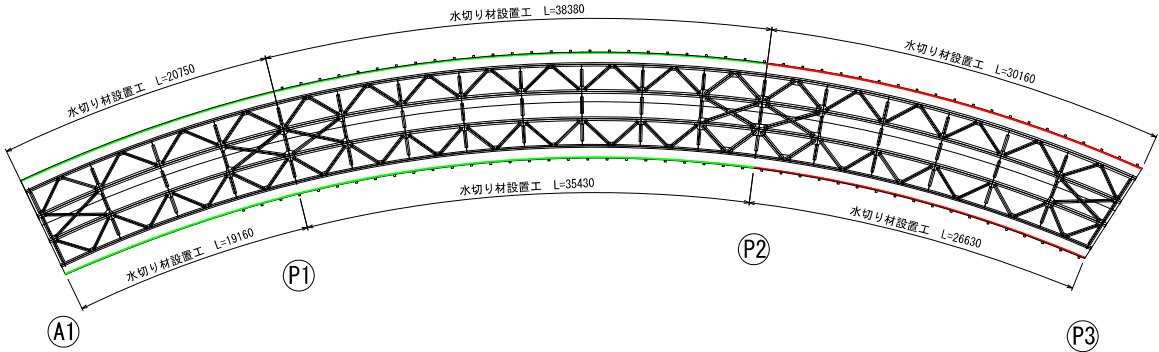 水切り材設置工 L=38380
水切り材設置工 L=20750
水切り材設置工 L=30160
水切り材設置工 L=35430
水切り材設置工 L=19160
水切り材設置工 L=26630
P1
P2
A1
P3